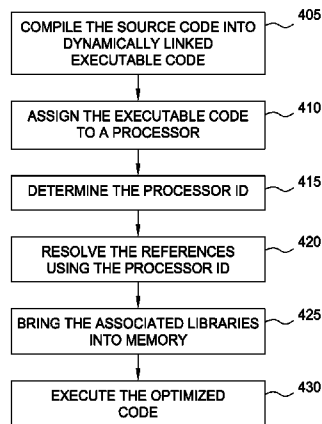 COMPILE THE SOURCE CODE INTO
DYNAMICALLY LINKED
EXECUTABLE CODE
405
ASSIGN THE EXECUTABLE CODE
TO A PROCESSOR
410
DETERMINE THE PROCESSOR ID
415
RESOLVE THE REFERENCES
USING THE PROCESSOR ID
420
BRING THE ASSOCIATED LIBRARIES
INTO MEMORY
425
EXECUTE THE OPTIMIZED
CODE
430